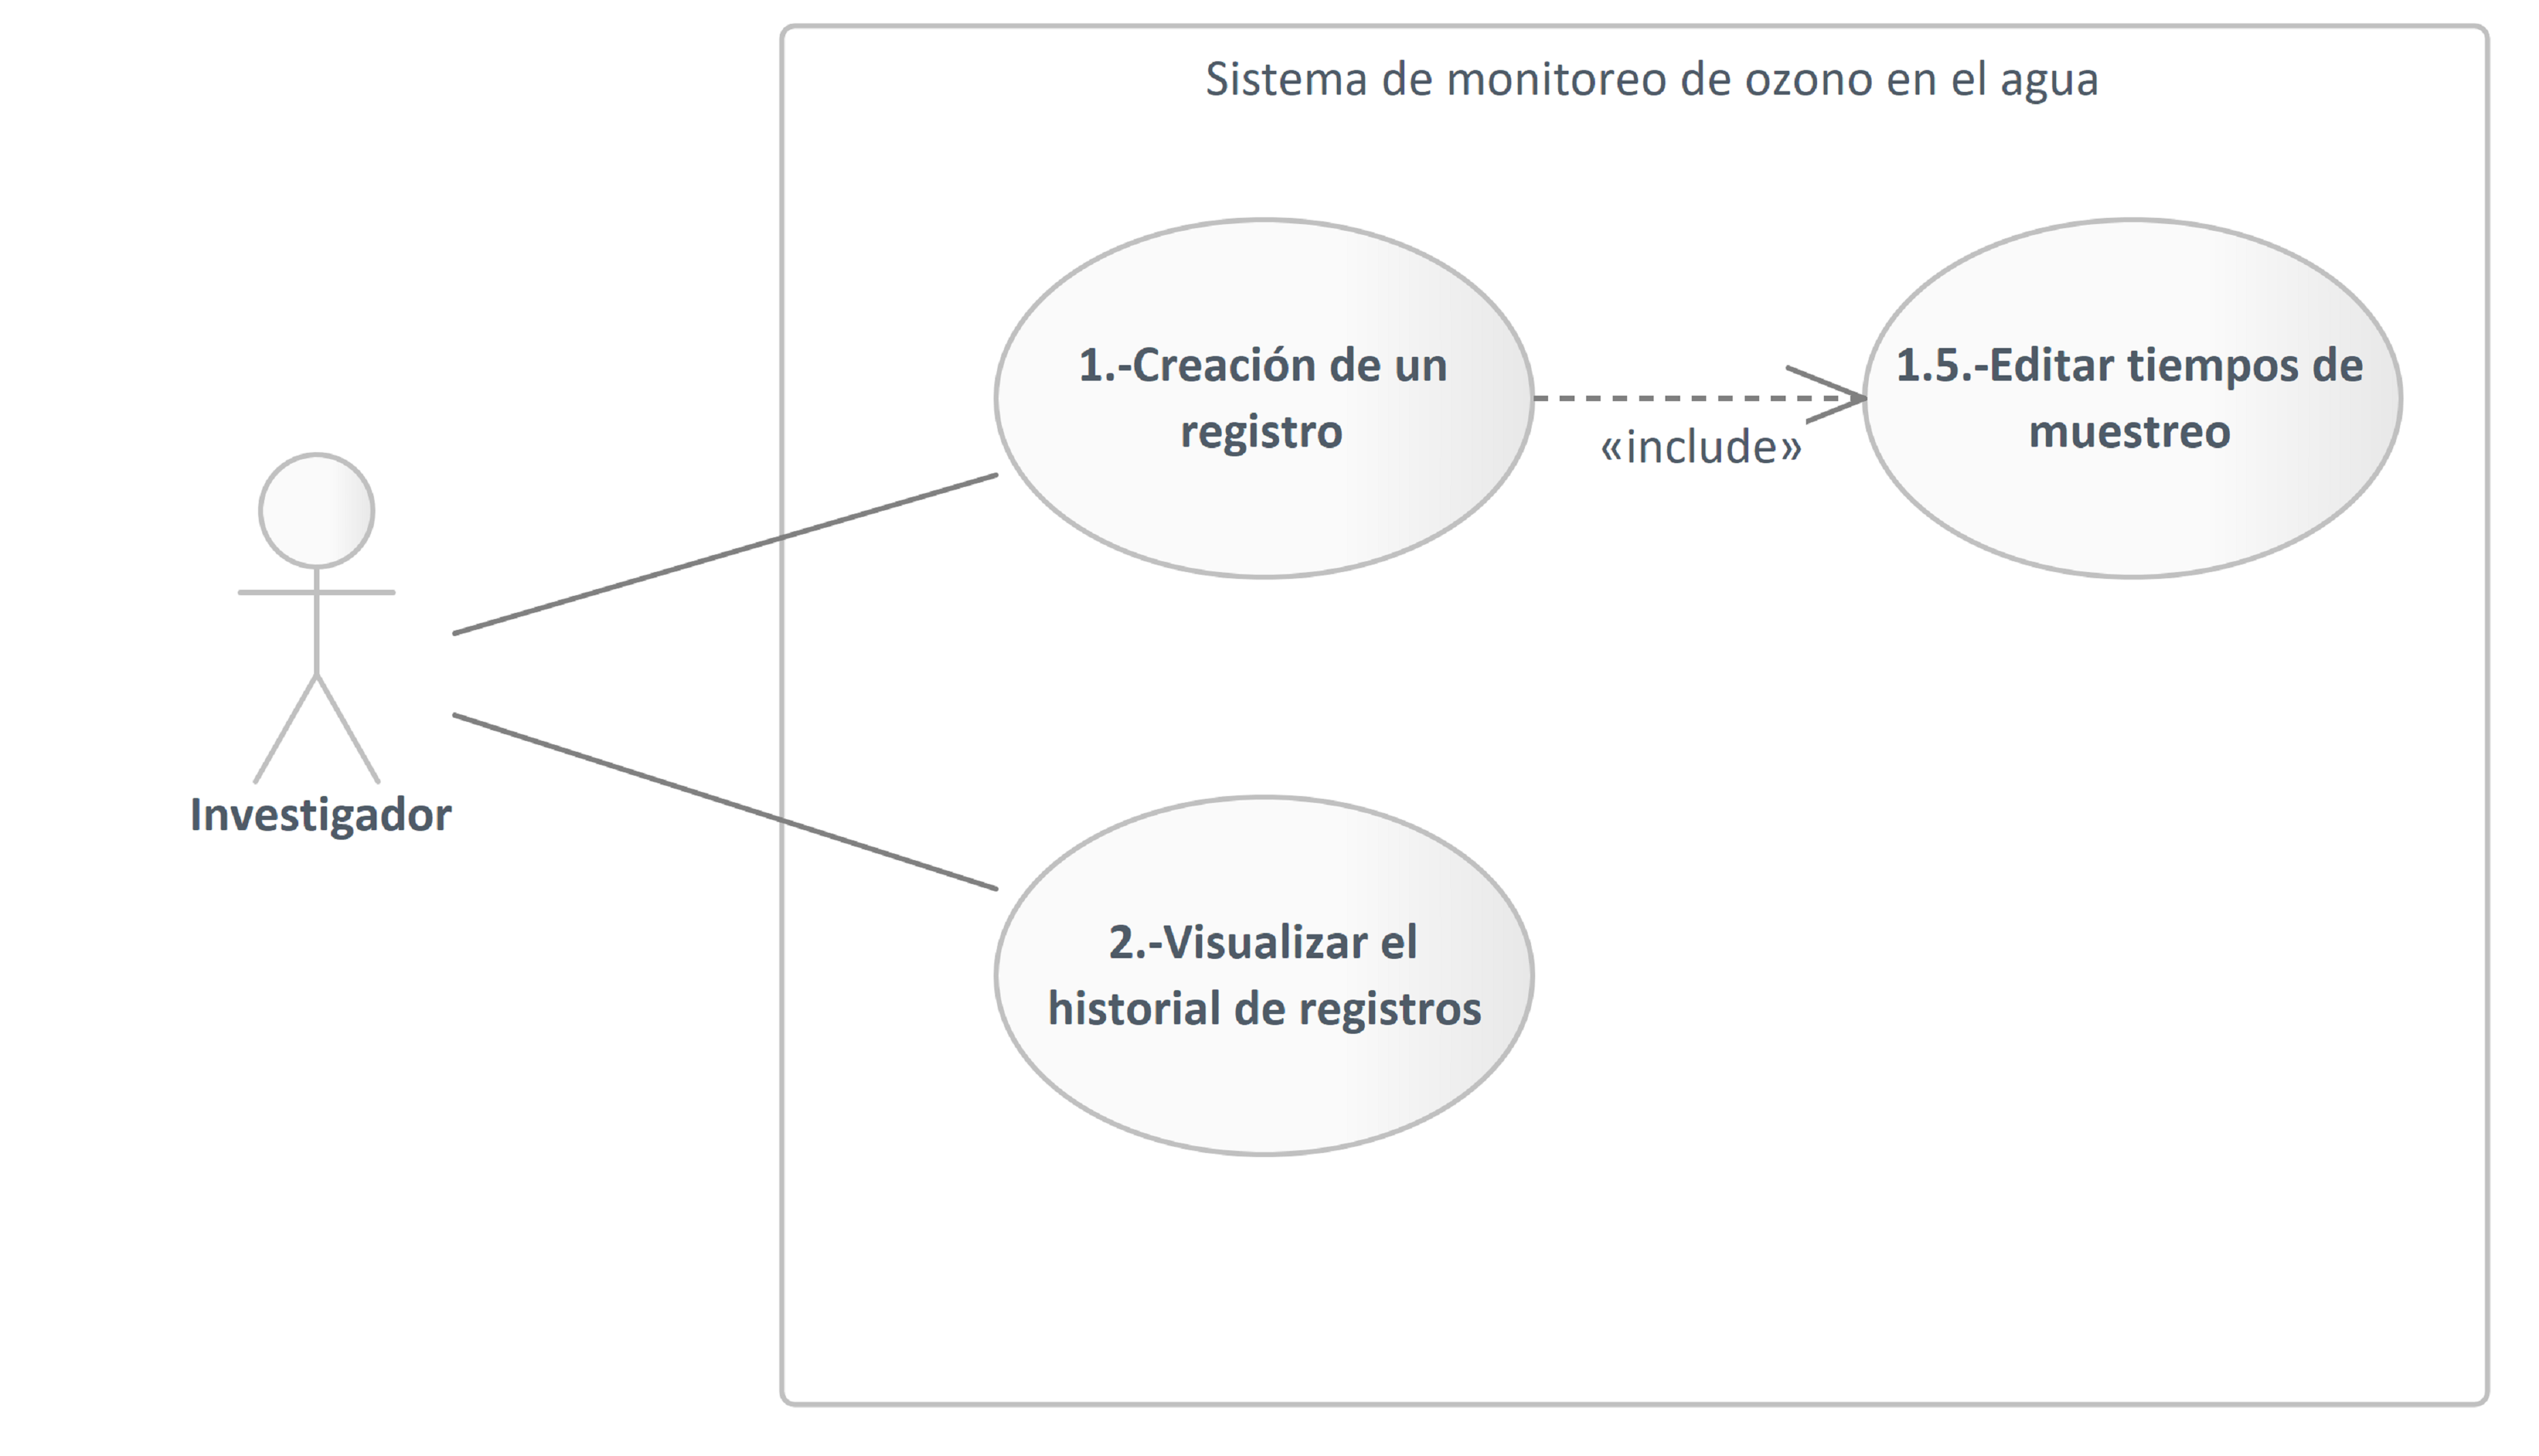 Sistema de monitoreo de ozono en el agua
1.-Creación de un
registro
«include»
1.5.-Editar tiempos de
muestreo
Investigador
2.-Visualizar el
historial de registros